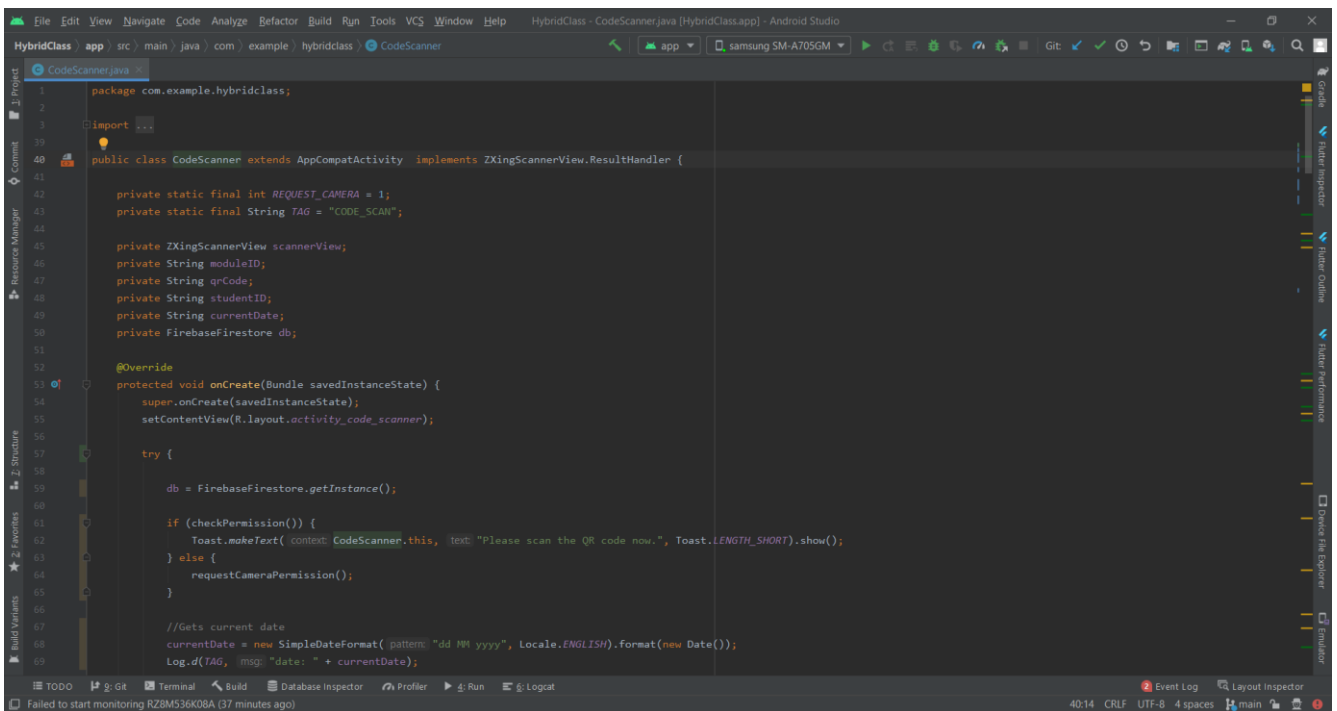 File Edit View Navigate Code Analyze Refactor Build Run Tools VCS Window Help HybridClass - CodeScanner.java [HybridClass.app] - Android Studio
HybridClass app src main java com example hybridclass CodeScanner app samsung SM-A705GM Git:
CodeScanner.java
1 package com.example.hybridclass;
2
3 import ...
39
40 public class CodeScanner extends AppCompatActivity implements ZXingScannerView.ResultHandler {
41
42 private static final int REQUEST_CAMERA = 1;
43 private static final String TAG = "CODE_SCAN";
44
45 private ZXingScannerView scannerView;
46 private String moduleID;
47 private String qrCode;
48 private String studentID;
49 private String currentDate;
50 private FirebaseFirestore db;
51
52 @Override
53 protected void onCreate(Bundle savedInstanceState) {
54 super.onCreate(savedInstanceState);
55 setContentView(R.layout.activity_code_scanner);
56
57 try {
58
59 db = FirebaseFirestore.getInstance();
60
61 if (checkPermission()) {
62 Toast.makeText( context: CodeScanner.this, text: "Please scan the QR code now.", Toast.LENGTH_SHORT).show();
63 } else {
64 requestCameraPermission();
65 }
66
67 //Gets current date
68 currentDate = new SimpleDateFormat( pattern: "dd MM yyyy", Locale.ENGLISH).format(new Date());
69 Log.d(TAG, msg: "date: " + currentDate);
1: Project
Commit
Resource Manager
Z: Structure
2: Favorites
Build Variants
Gradle
Flutter Inspector
Flutter Outline
Flutter Performance
Device File Explorer
Emulator
TODO 9: Git Terminal Build Database Inspector Profiler 4: Run 6: Logcat 2 Event Log Layout Inspector
Failed to start monitoring RZ8M536K08A (37 minutes ago) 40:14 CRLF UTF-8 4 spaces main